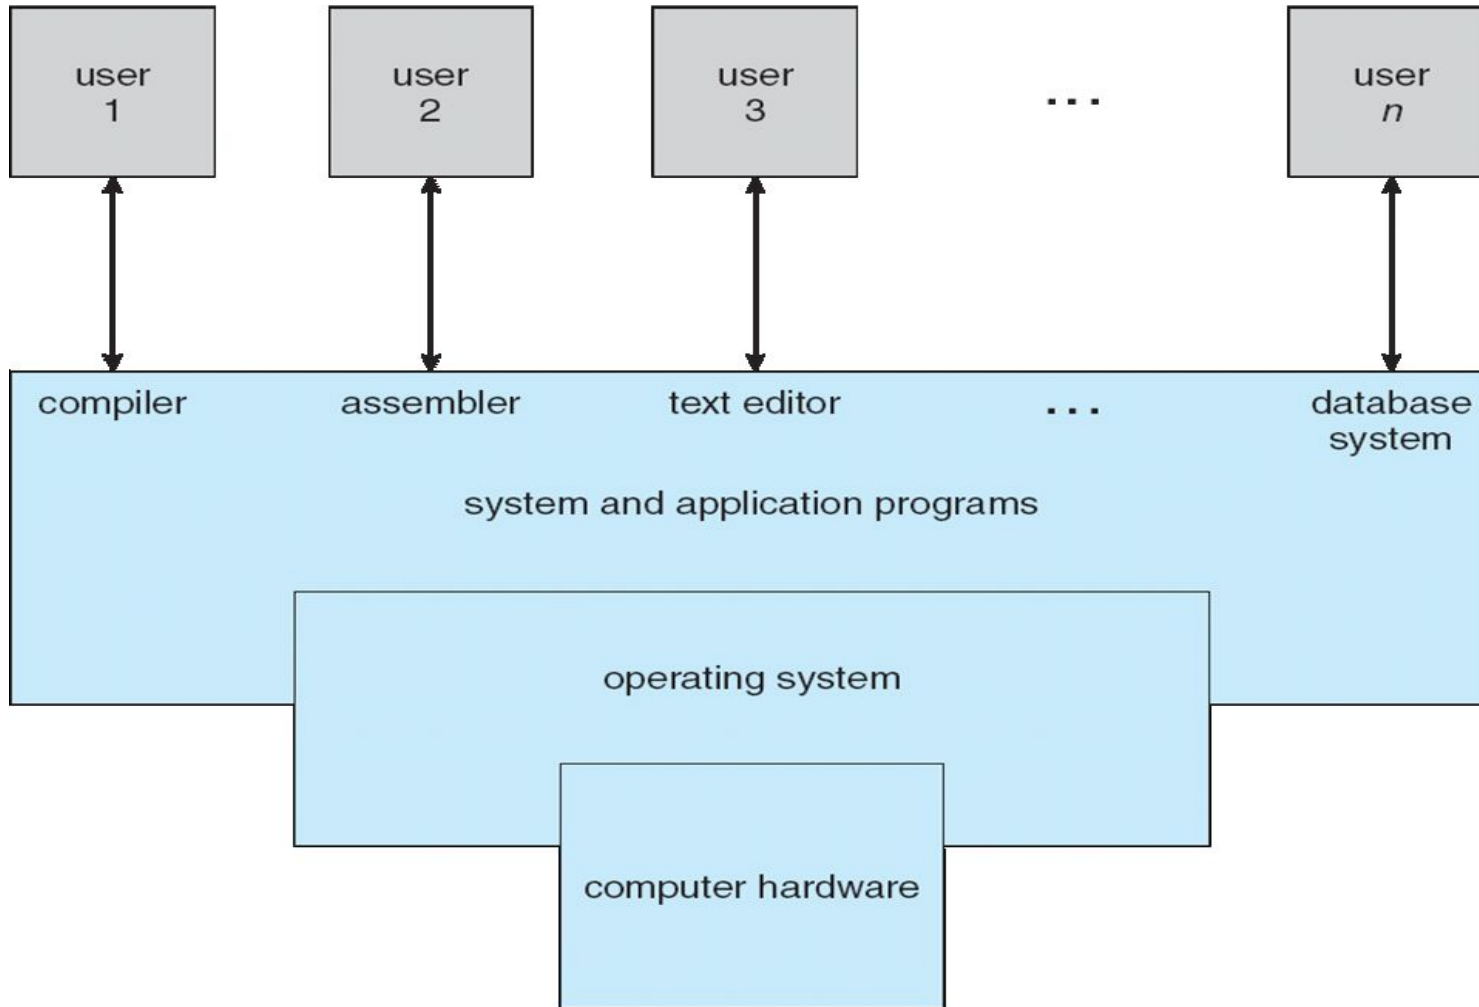 user
1
user
2
user
3
...
user
n
compiler
assembler
text editor
...
database
system
system and application programs
operating system
computer hardware